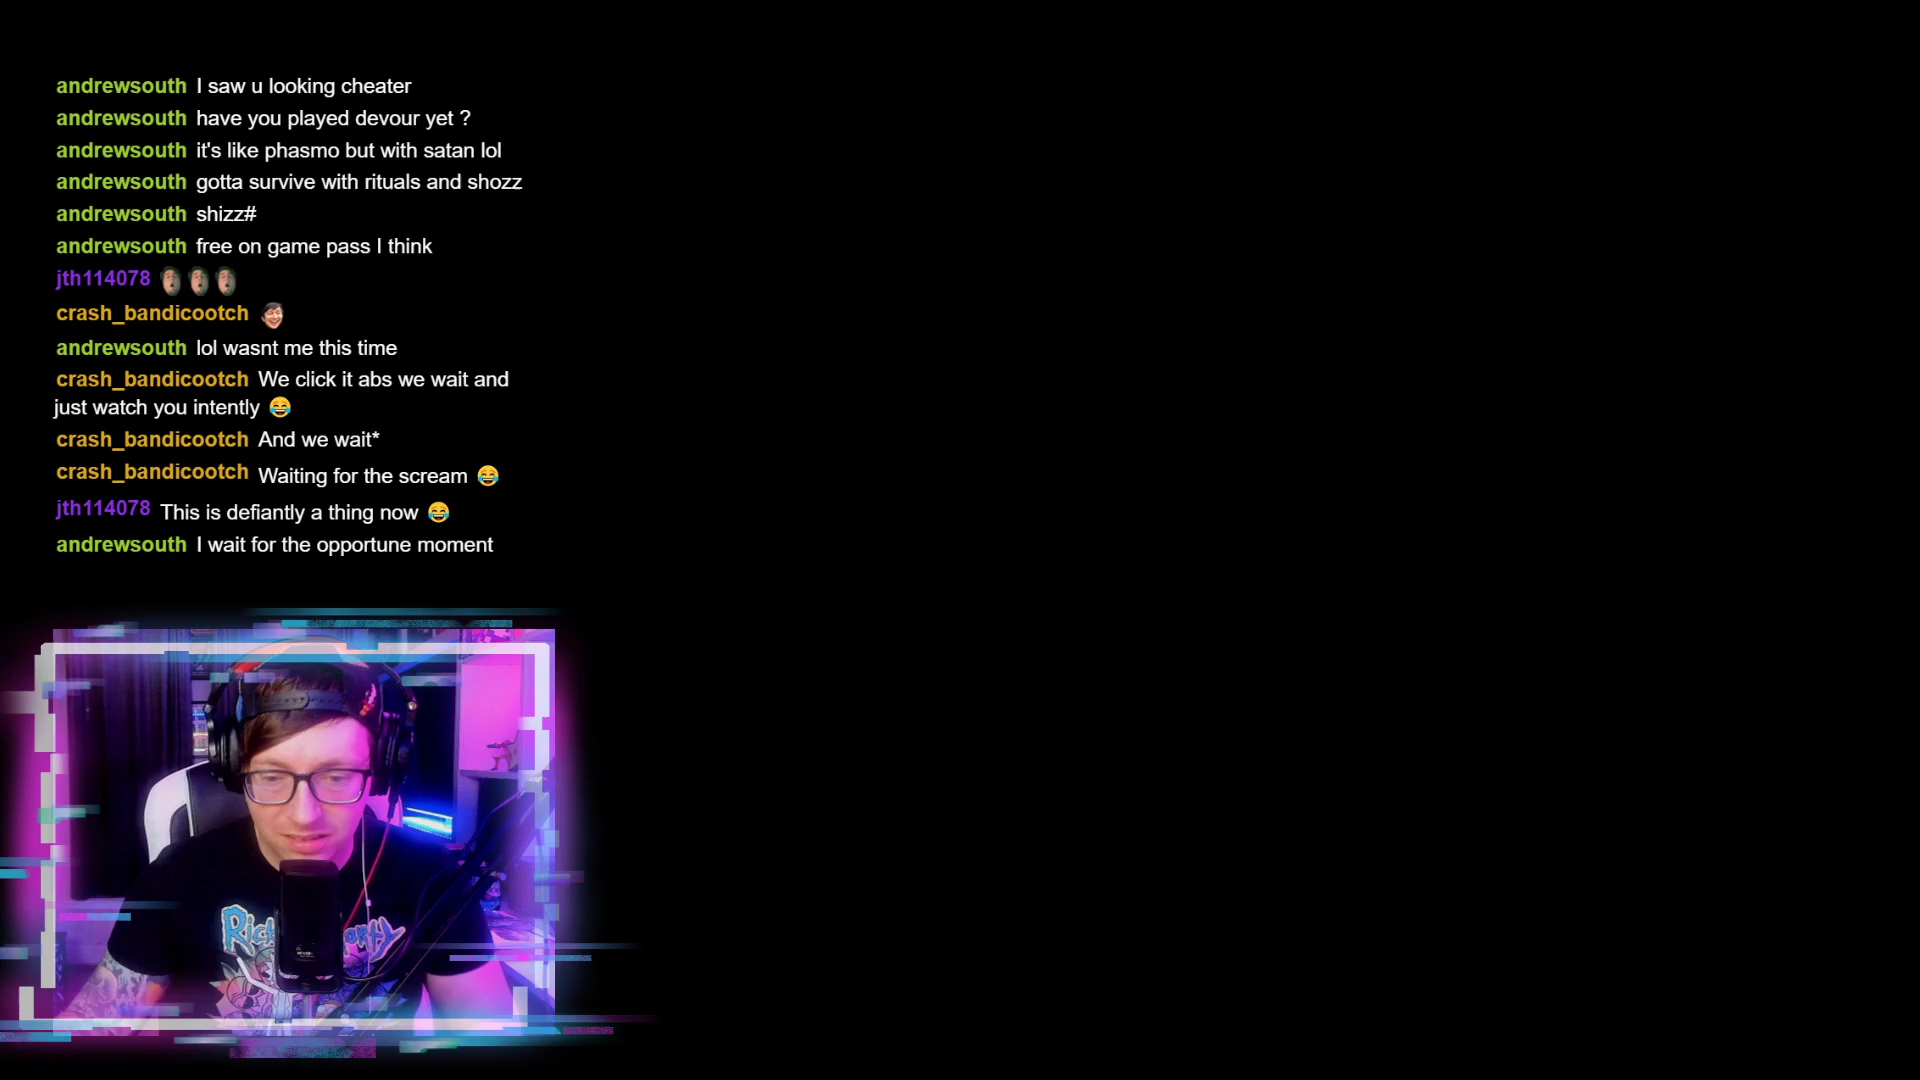 andrewsouth I saw u looking cheater
andrewsouth have you played devour yet ?
andrewsouth it's like phasmo but with satan lol
andrewsouth gotta survive with rituals and shozz
andrewsouth shizz#
andrewsouth free on game pass I think
jth114078
crash_bandicootch
andrewsouth lol wasnt me this time
crash_bandicootch We click it abs we wait and
just watch you intently 😂
crash_bandicootch And we wait*
crash_bandicootch Waiting for the scream 😂
jth114078 This is defiantly a thing now 😂
andrewsouth I wait for the opportune moment